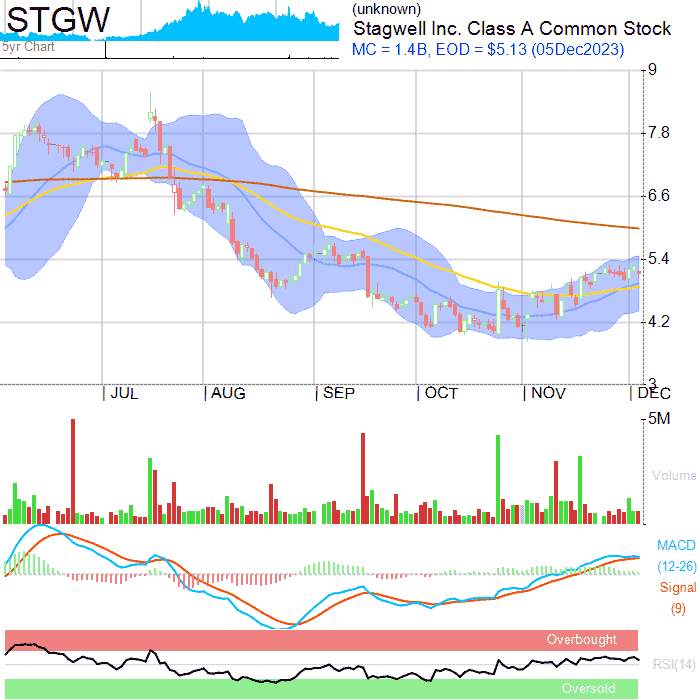 STGW
5yr Chart
(unknown)
Stagwell Inc. Class A Common Stock
MC = 1.4B, EOD = $5.13 (05Dec2023)
9
7.8
6.6
5.4
4.2
3
JUL
AUG
SEP
OCT
NOV
DEC
5M
Volume
MACD
(12-26)
Signal
(9)
Overbought
RSI(14)
Oversold